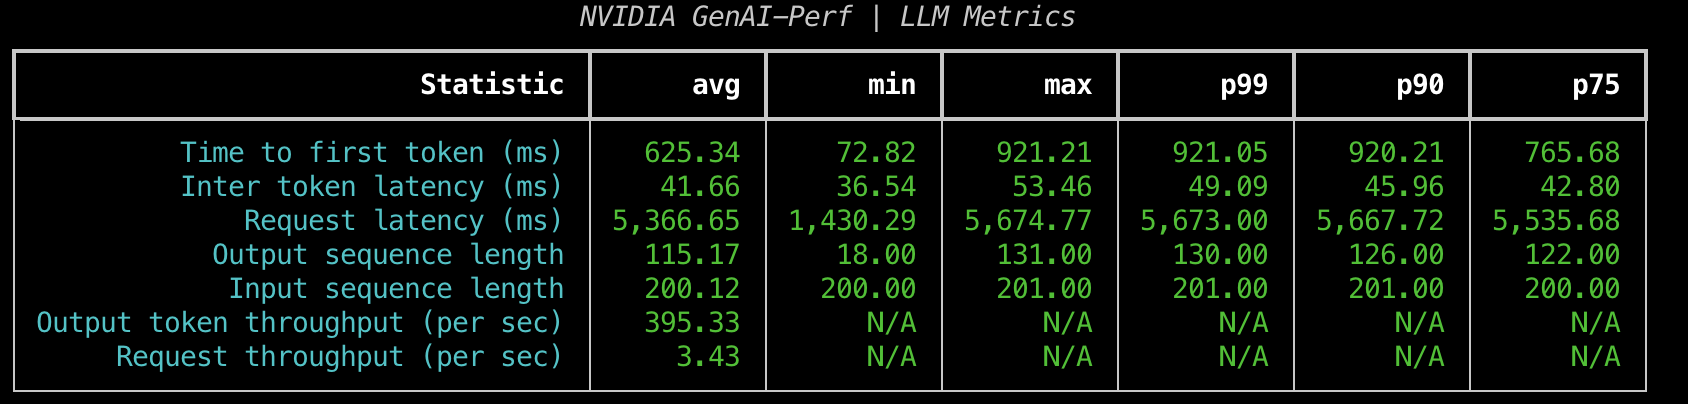 NVIDIA GenAI-Perf | LLM Metrics
Statistic avg min max p99 p90 p75
Time to first token (ms) 625.34 72.82 921.21 921.05 920.21 765.68
Inter token latency (ms) 41.66 36.54 53.46 49.09 45.96 42.80
Request latency (ms) 5,366.65 1,430.29 5,674.77 5,673.00 5,667.72 5,535.68
Output sequence length 115.17 18.00 131.00 130.00 126.00 122.00
Input sequence length 200.12 200.00 201.00 201.00 201.00 200.00
Output token throughput (per sec) 395.33 N/A N/A N/A N/A N/A
Request throughput (per sec) 3.43 N/A N/A N/A N/A N/A